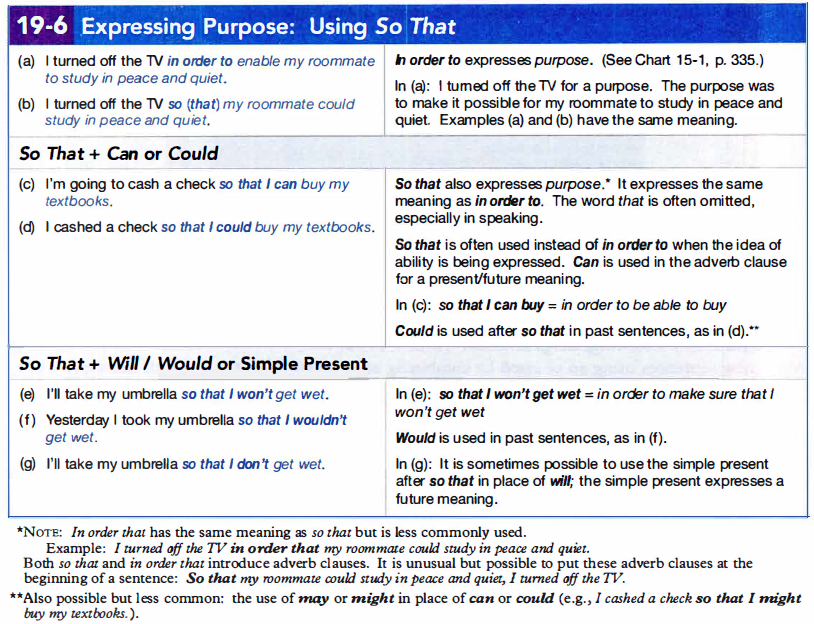 19-6 Expressing Purpose: Using So That
(a) I turned off the TV in order to enable my roommate
to study in peace and quiet.
(b) I turned off the TV so (that) my roommate could
study in peace and quiet.
In order to expresses purpose. (See Chart 15-1, p. 335.)
In (a): I turned off the TV for a purpose. The purpose was
to make it possible for my roommate to study in peace and
quiet. Examples (a) and (b) have the same meaning.
So That + Can or Could
(c) I'm going to cash a check so that I can buy my
textbooks.
(d) I cashed a check so that I could buy my textbooks.
So that also expresses purpose.* It expresses the same
meaning as in order to. The word that is often omitted,
especially in speaking.
So that is often used instead of in order to when the idea of
ability is being expressed. Can is used in the adverb clause
for a present/future meaning.
In (c): so that I can buy = in order to be able to buy
Could is used after so that in past sentences, as in (d).**
So That + Will / Would or Simple Present
(e) I'll take my umbrella so that I won't get wet.
(f) Yesterday I took my umbrella so that I wouldn't
get wet.
(g) I'll take my umbrella so that I don't get wet.
In (e): so that I won't get wet = in order to make sure that I
won't get wet
Would is used in past sentences, as in (f).
In (g): It is sometimes possible to use the simple present
after so that in place of will; the simple present expresses a
future meaning.
*NOTE: In order that has the same meaning as so that but is less commonly used.
Example: I turned off the TV in order that my roommate could study in peace and quiet.
Both so that and in order that introduce adverb clauses. It is unusual but possible to put these adverb clauses at the
beginning of a sentence: So that my roommate could study in peace and quiet, I turned off the TV.
**Also possible but less common: the use of may or might in place of can or could (e.g., I cashed a check so that I might
buy my textbooks.).